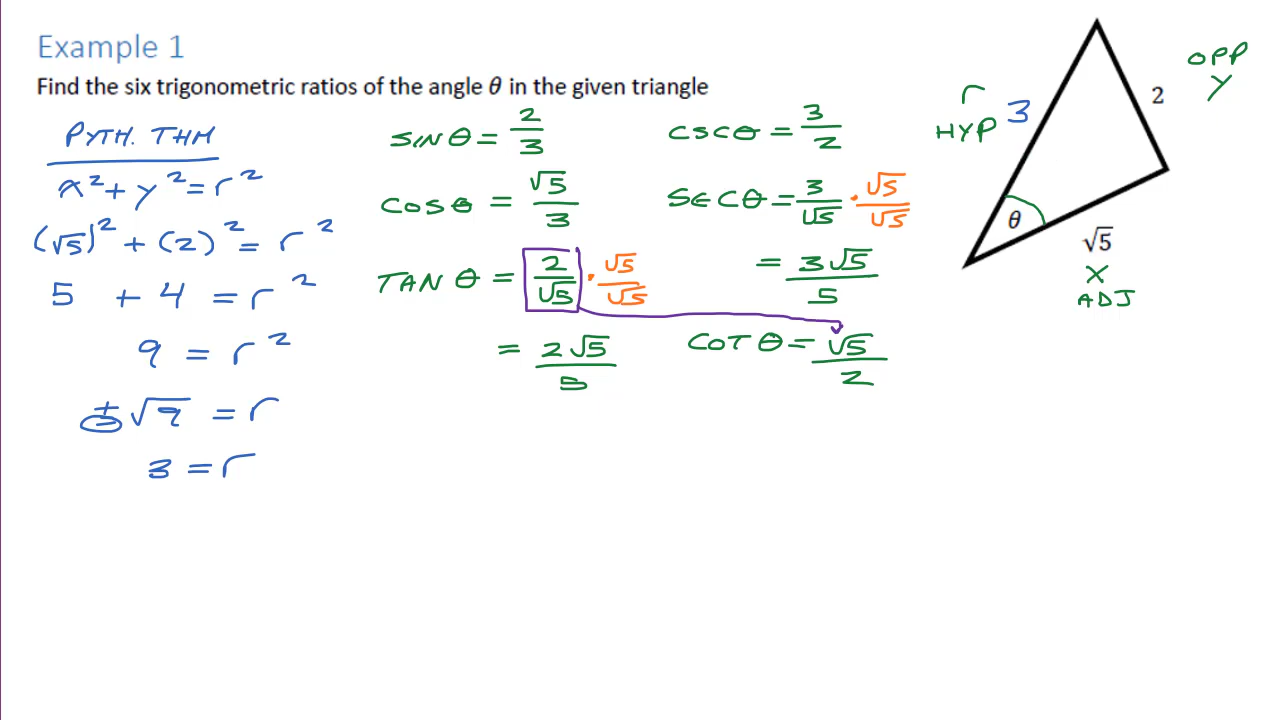 Example 1
Find the six trigonometric ratios of the angle θ in the given triangle
PYTH. THM
x² + y² = r²
(√5)² + (2)² = r²
5 + 4 = r²
9 = r²
±√9 = r
3 = r
SIN θ = 2/3
COS θ = √5/3
TAN θ = 2/√5 · √5/√5
= 2√5/5
CSC θ = 3/2
SEC θ = 3/√5 · √5/√5
= 3√5/5
COT θ = √5/2
r
HYP 3
OPP
y
2
θ
√5
X
ADJ